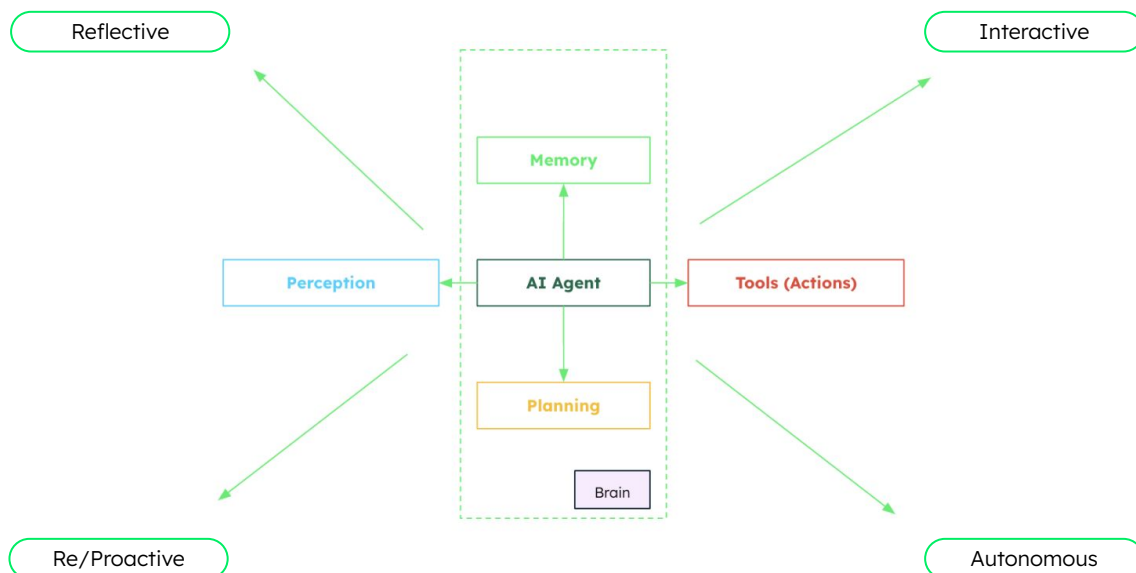 Reflective
Interactive
Memory
Perception
AI Agent
Tools (Actions)
Planning
Brain
Re/Proactive
Autonomous